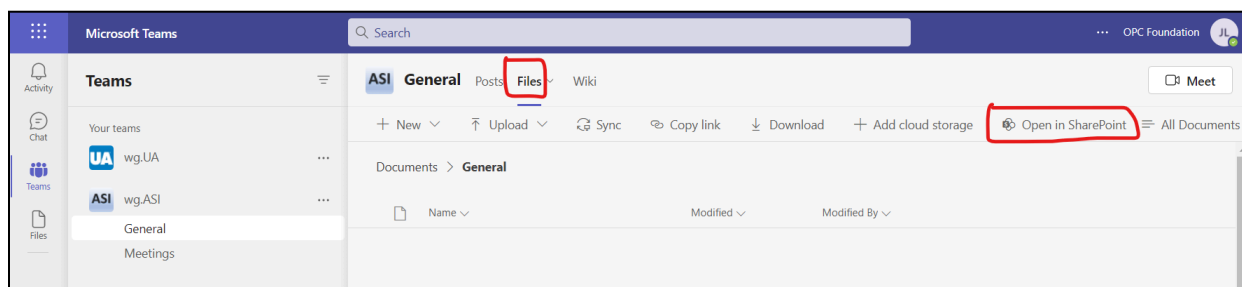 Microsoft Teams
Search
OPC Foundation
JL
Activity
Chat
Teams
Files
Teams
Your teams
UA wg.UA
ASI wg.ASI
General
Meetings
ASI General Posts Files Wiki
Meet
New Upload Sync Copy link Download Add cloud storage Open in SharePoint All Documents
Documents > General
Name Modified Modified By